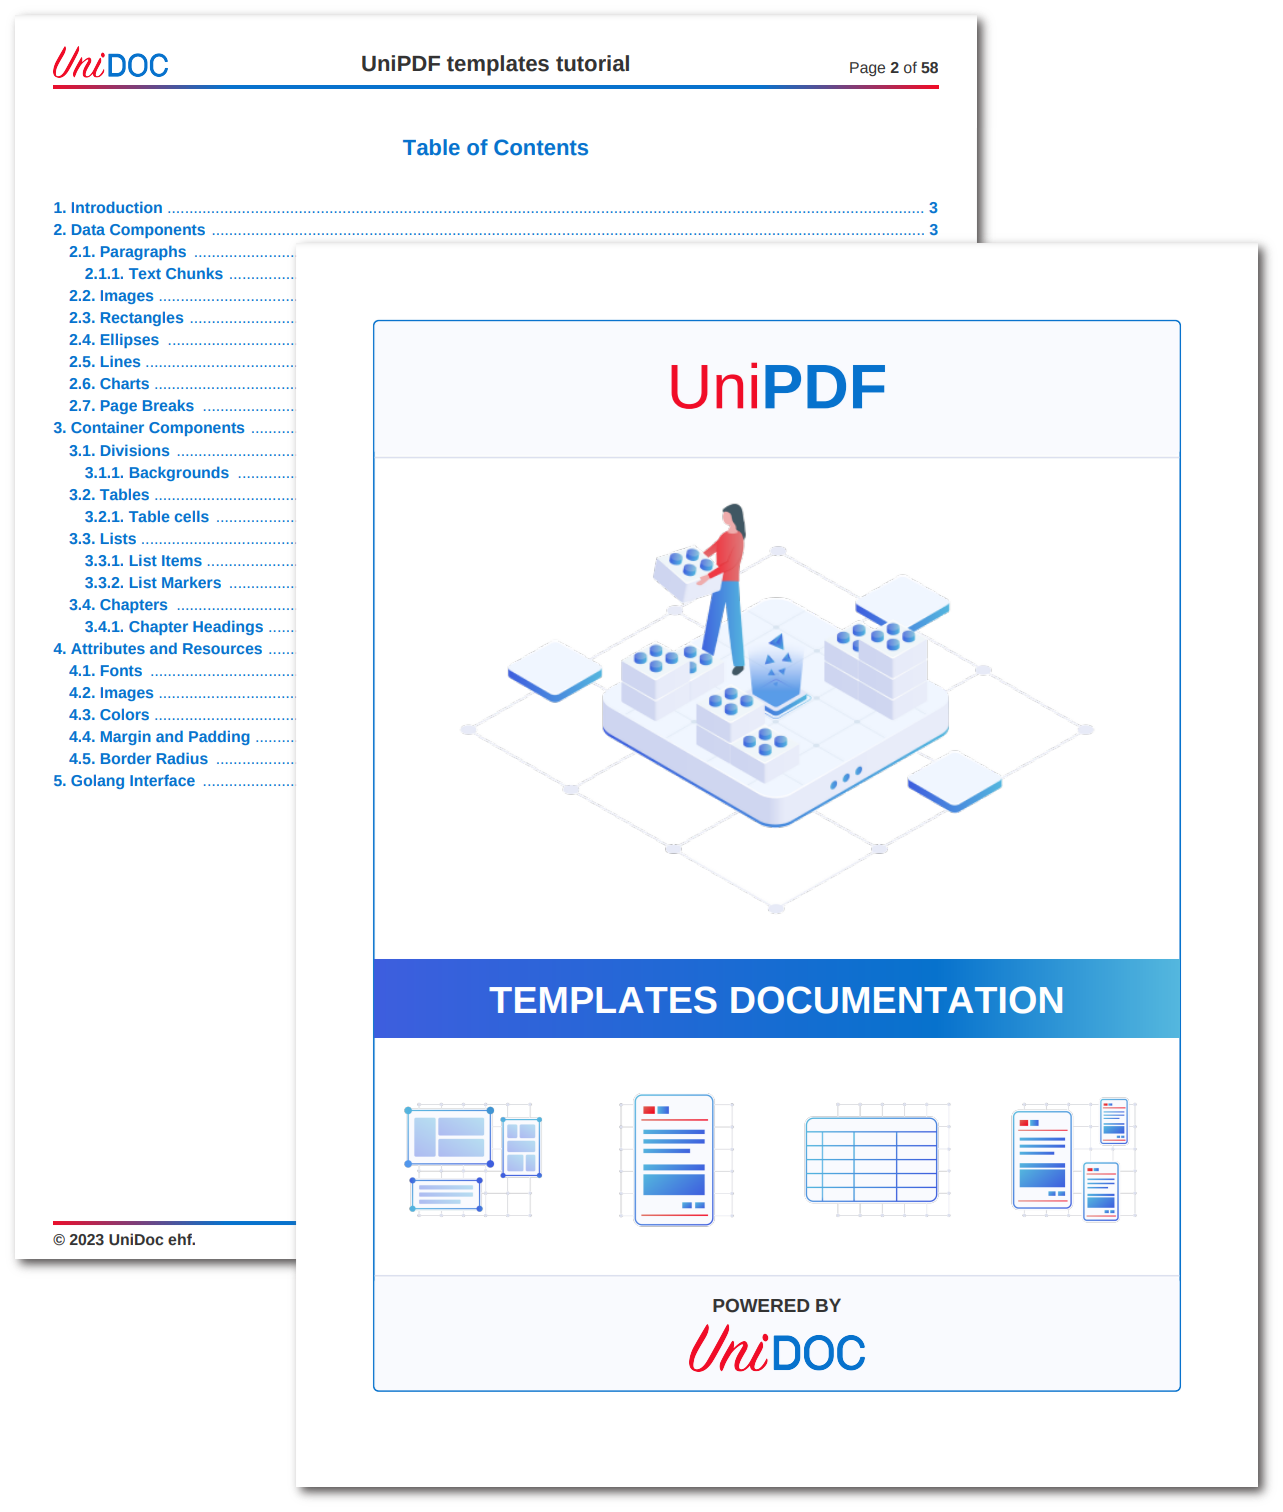 UniDOC
UniPDF templates tutorial
Page 2 of 58
Table of Contents
1. Introduction ........................................................................ 3
2. Data Components ........................................................................ 3
2.1. Paragraphs ........................
2.1.1. Text Chunks ................
2.2. Images ................................
2.3. Rectangles .........................
2.4. Ellipses ..............................
2.5. Lines ...................................
2.6. Charts .................................
2.7. Page Breaks ......................
3. Container Components ...........
3.1. Divisions ............................
3.1.1. Backgrounds ..............
3.2. Tables .................................
3.2.1. Table cells ...................
3.3. Lists ....................................
3.3.1. List Items .....................
3.3.2. List Markers ................
3.4. Chapters ............................
3.4.1. Chapter Headings .......
4. Attributes and Resources .......
4.1. Fonts ..................................
4.2. Images ................................
4.3. Colors .................................
4.4. Margin and Padding ..........
4.5. Border Radius ...................
5. Golang Interface ......................
© 2023 UniDoc ehf.
UniPDF
TEMPLATES DOCUMENTATION
POWERED BY
UniDOC